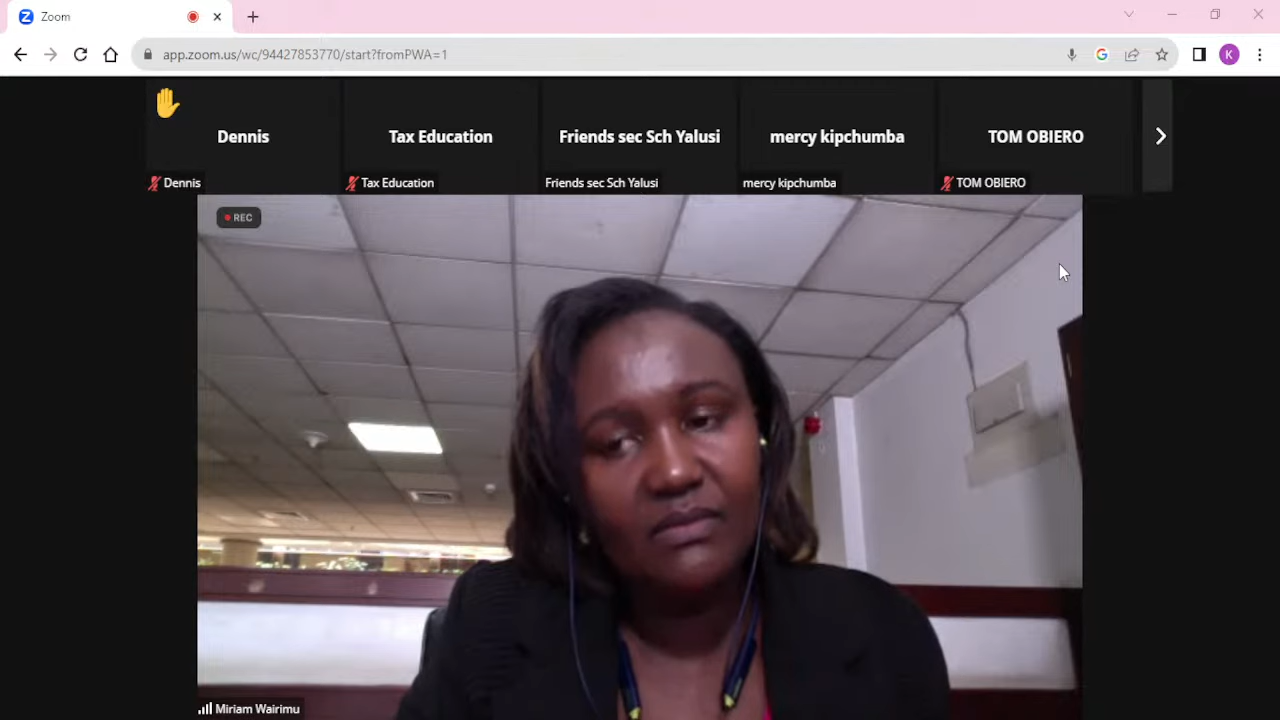 Zoom
app.zoom.us/wc/94427853770/start?fromPWA=1
K
Dennis
Tax Education
Friends sec Sch Yalusi
mercy kipchumba
TOM OBIERO
Dennis
Tax Education
Friends sec Sch Yalusi
mercy kipchumba
TOM OBIERO
REC
Miriam Wairimu